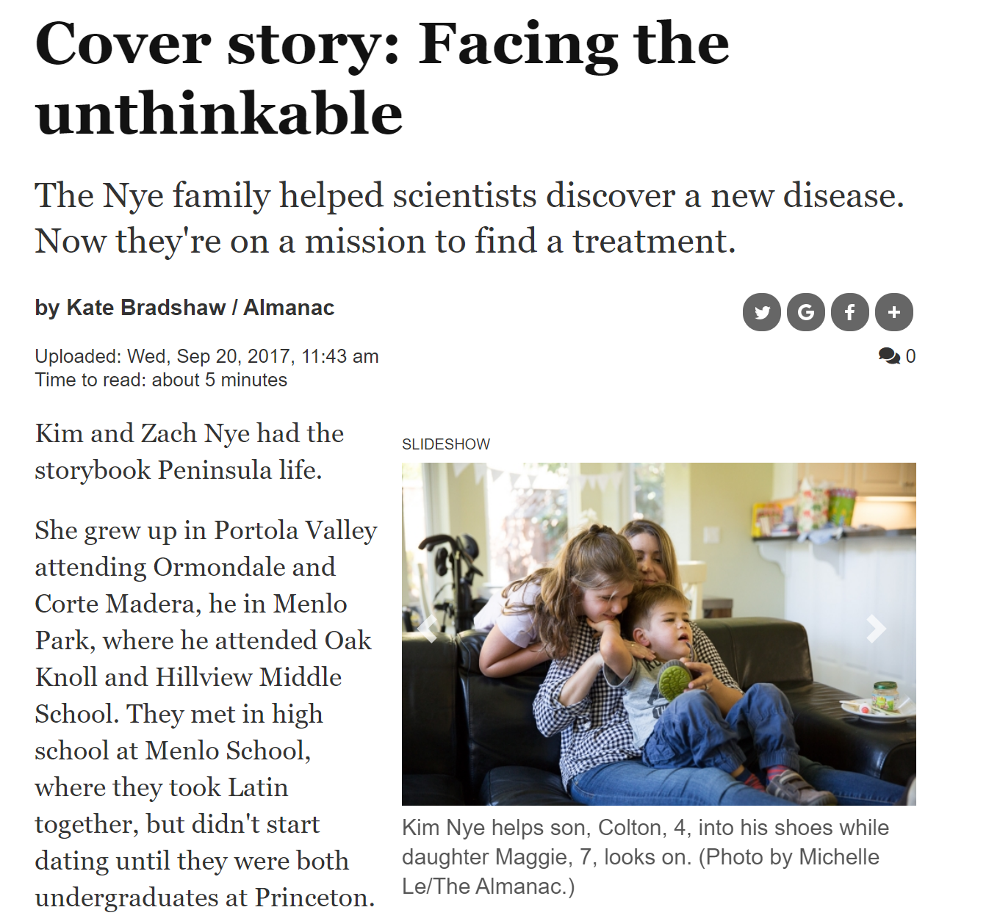 Cover story: Facing the
unthinkable
The Nye family helped scientists discover a new disease.
Now they're on a mission to find a treatment.
by Kate Bradshaw / Almanac
Uploaded: Wed, Sep 20, 2017, 11:43 am
0
Time to read: about 5 minutes
Kim and Zach Nye had the
storybook Peninsula life.
She grew up in Portola Valley
attending Ormondale and
Corte Madera, he in Menlo
Park, where he attended Oak
Knoll and Hillview Middle
School. They met in high
school at Menlo School,
where they took Latin
together, but didn't start
dating until they were both
undergraduates at Princeton.
SLIDESHOW
Kim Nye helps son, Colton, 4, into his shoes while
daughter Maggie, 7, looks on. (Photo by Michelle
Le/The Almanac.)